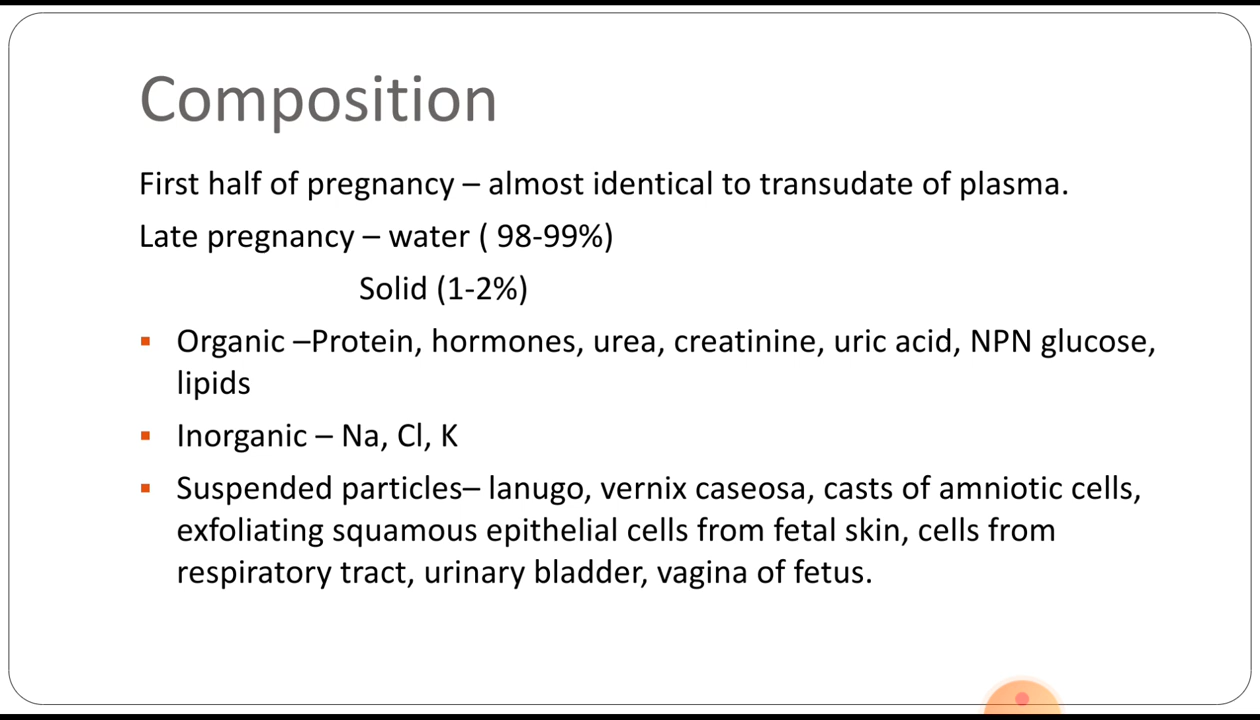 Composition
First half of pregnancy – almost identical to transudate of plasma.
Late pregnancy – water ( 98-99%)
Solid (1-2%)
▪ Organic –Protein, hormones, urea, creatinine, uric acid, NPN glucose,
lipids
▪ Inorganic – Na, Cl, K
▪ Suspended particles– lanugo, vernix caseosa, casts of amniotic cells,
exfoliating squamous epithelial cells from fetal skin, cells from
respiratory tract, urinary bladder, vagina of fetus.